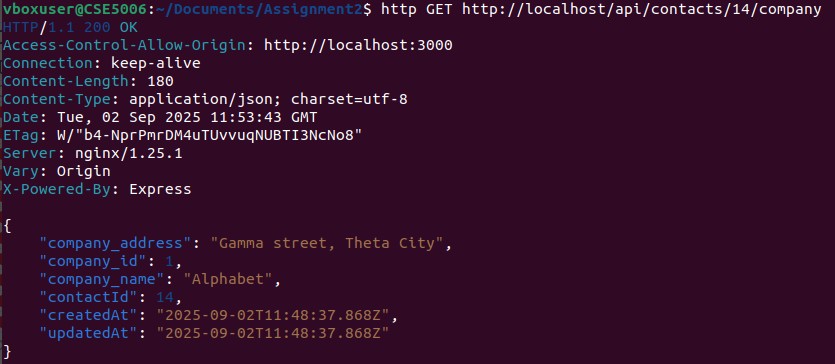 vboxuser@CSE5006:~/Documents/Assignment2$ http GET http://localhost/api/contacts/14/company
HTTP/1.1 200 OK
Access-Control-Allow-Origin: http://localhost:3000
Connection: keep-alive
Content-Length: 180
Content-Type: application/json; charset=utf-8
Date: Tue, 02 Sep 2025 11:53:43 GMT
ETag: W/"b4-NprPmrDM4uTUvvuqNUBTI3NcNo8"
Server: nginx/1.25.1
Vary: Origin
X-Powered-By: Express

{
    "company_address": "Gamma street, Theta City",
    "company_id": 1,
    "company_name": "Alphabet",
    "contactId": 14,
    "createdAt": "2025-09-02T11:48:37.868Z",
    "updatedAt": "2025-09-02T11:48:37.868Z"
}